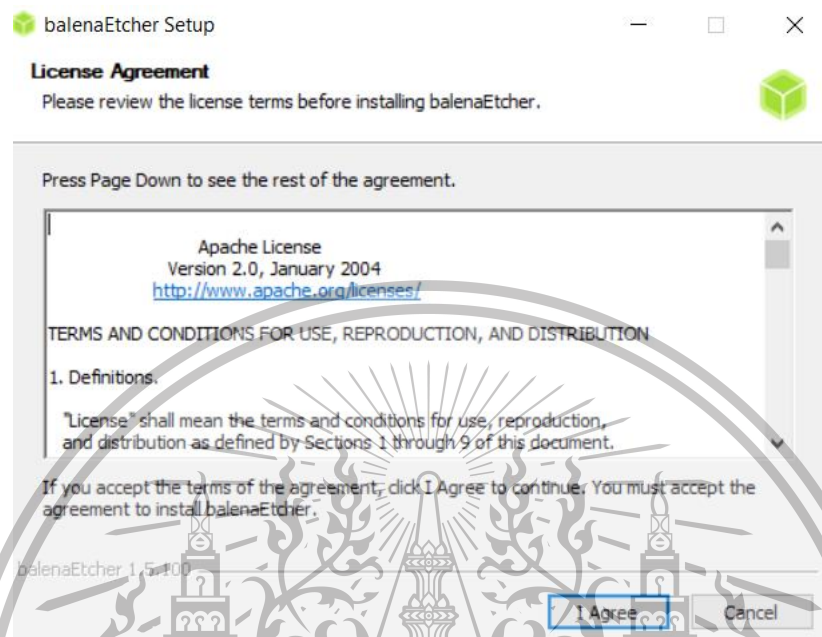 balenaEtcher Setup
License Agreement
Please review the license terms before installing balenaEtcher.
Press Page Down to see the rest of the agreement.
Apache License
Version 2.0, January 2004
http://www.apache.org/licenses/
TERMS AND CONDITIONS FOR USE, REPRODUCTION, AND DISTRIBUTION
1. Definitions.
"License" shall mean the terms and conditions for use, reproduction,
and distribution as defined by Sections 1 through 9 of this document.
If you accept the terms of the agreement, click I Agree to continue. You must accept the
agreement to install balenaEtcher.
balenaEtcher 1.5.100
I Agree
Cancel